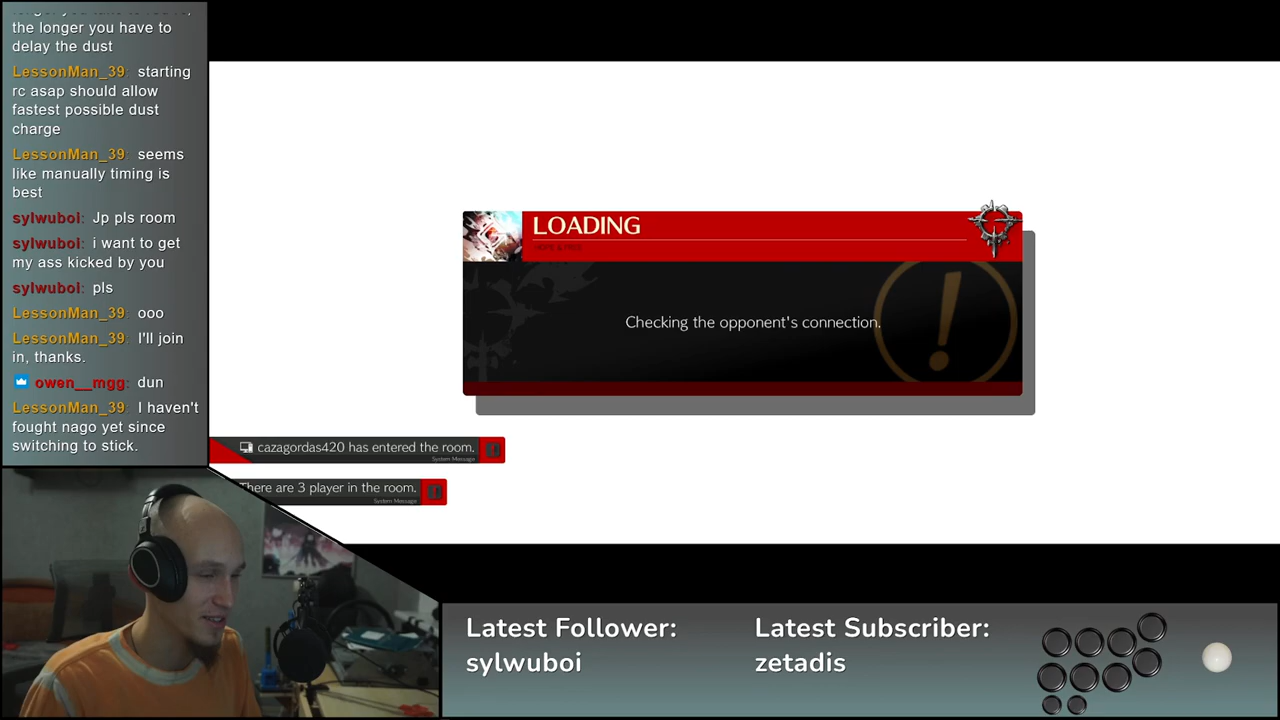 the longer you have to
delay the dust
LessonMan_39: starting
rc asap should allow
fastest possible dust
charge
LessonMan_39: seems
like manually timing is
best
sylwuboi: Jp pls room
sylwuboi: i want to get
my ass kicked by you
sylwuboi: pls
LessonMan_39: ooo
LessonMan_39: I'll join
in, thanks.
owen__mgg: dun
LessonMan_39: I haven't
fought nago yet since
switching to stick.
LOADING
Checking the opponent's connection.
cazagordas420 has entered the room.
System Message
There are 3 player in the room.
System Message
Latest Follower:
sylwuboi
Latest Subscriber:
zetadis